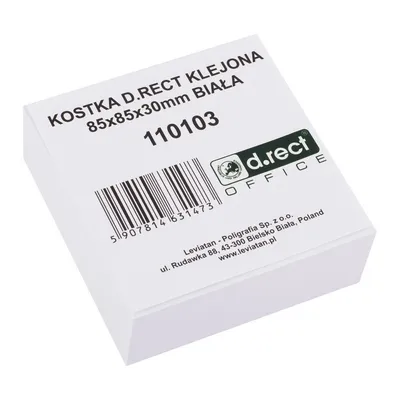 KOSTKA D.RECT KLEJONA
85x85x30mm BIAŁA
110103
d.rect
OFFICE
5 907814 631473
Leviatan - Poligrafia Sp. z o.o.
ul. Rudawka 88, 43-300 Bielsko Biała, Poland
www.leviatan.pl